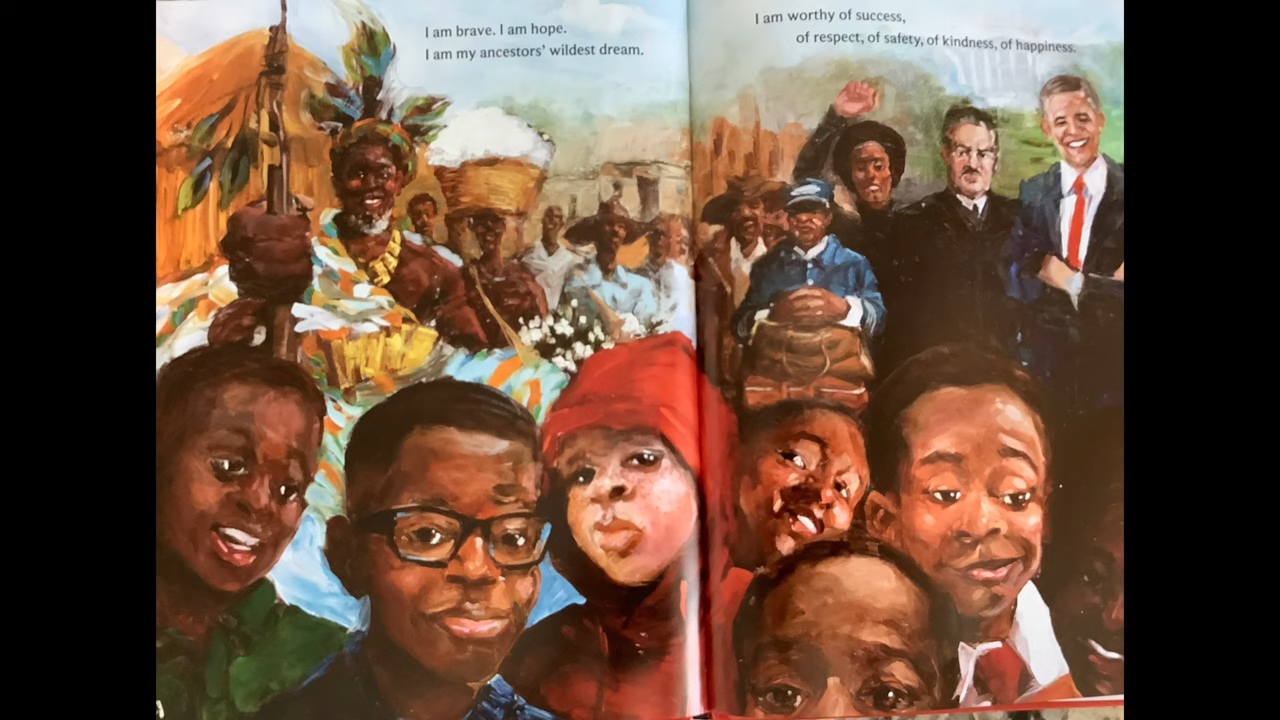 I am brave. I am hope.
I am my ancestors' wildest dream.
I am worthy of success,
of respect, of safety, of kindness, of happiness.